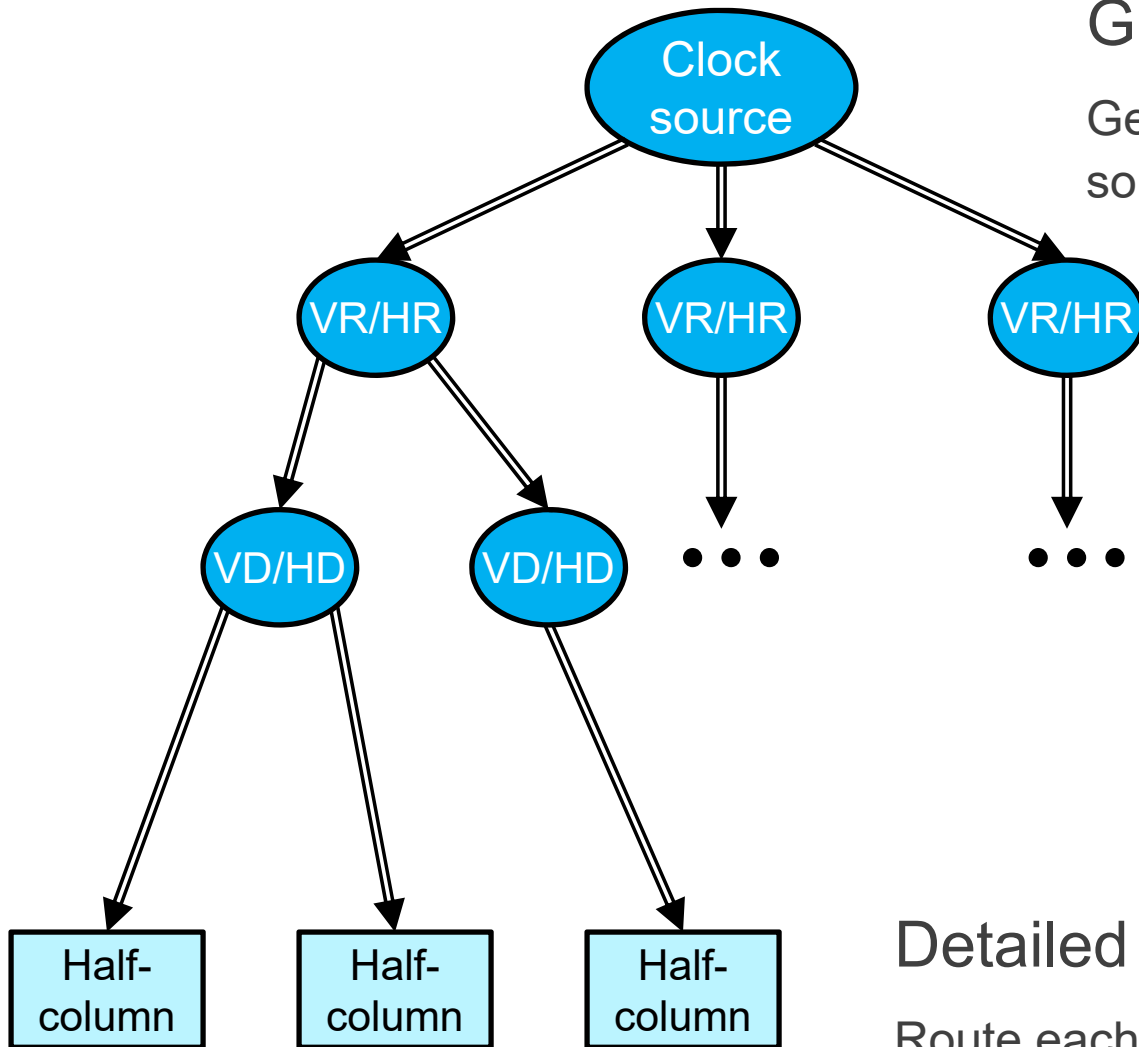 Clock
source
G
Ge
so
VR/HR
VR/HR
VR/HR
VD/HD
VD/HD
Half-
column
Half-
column
Half-
column
Detailed
Route each